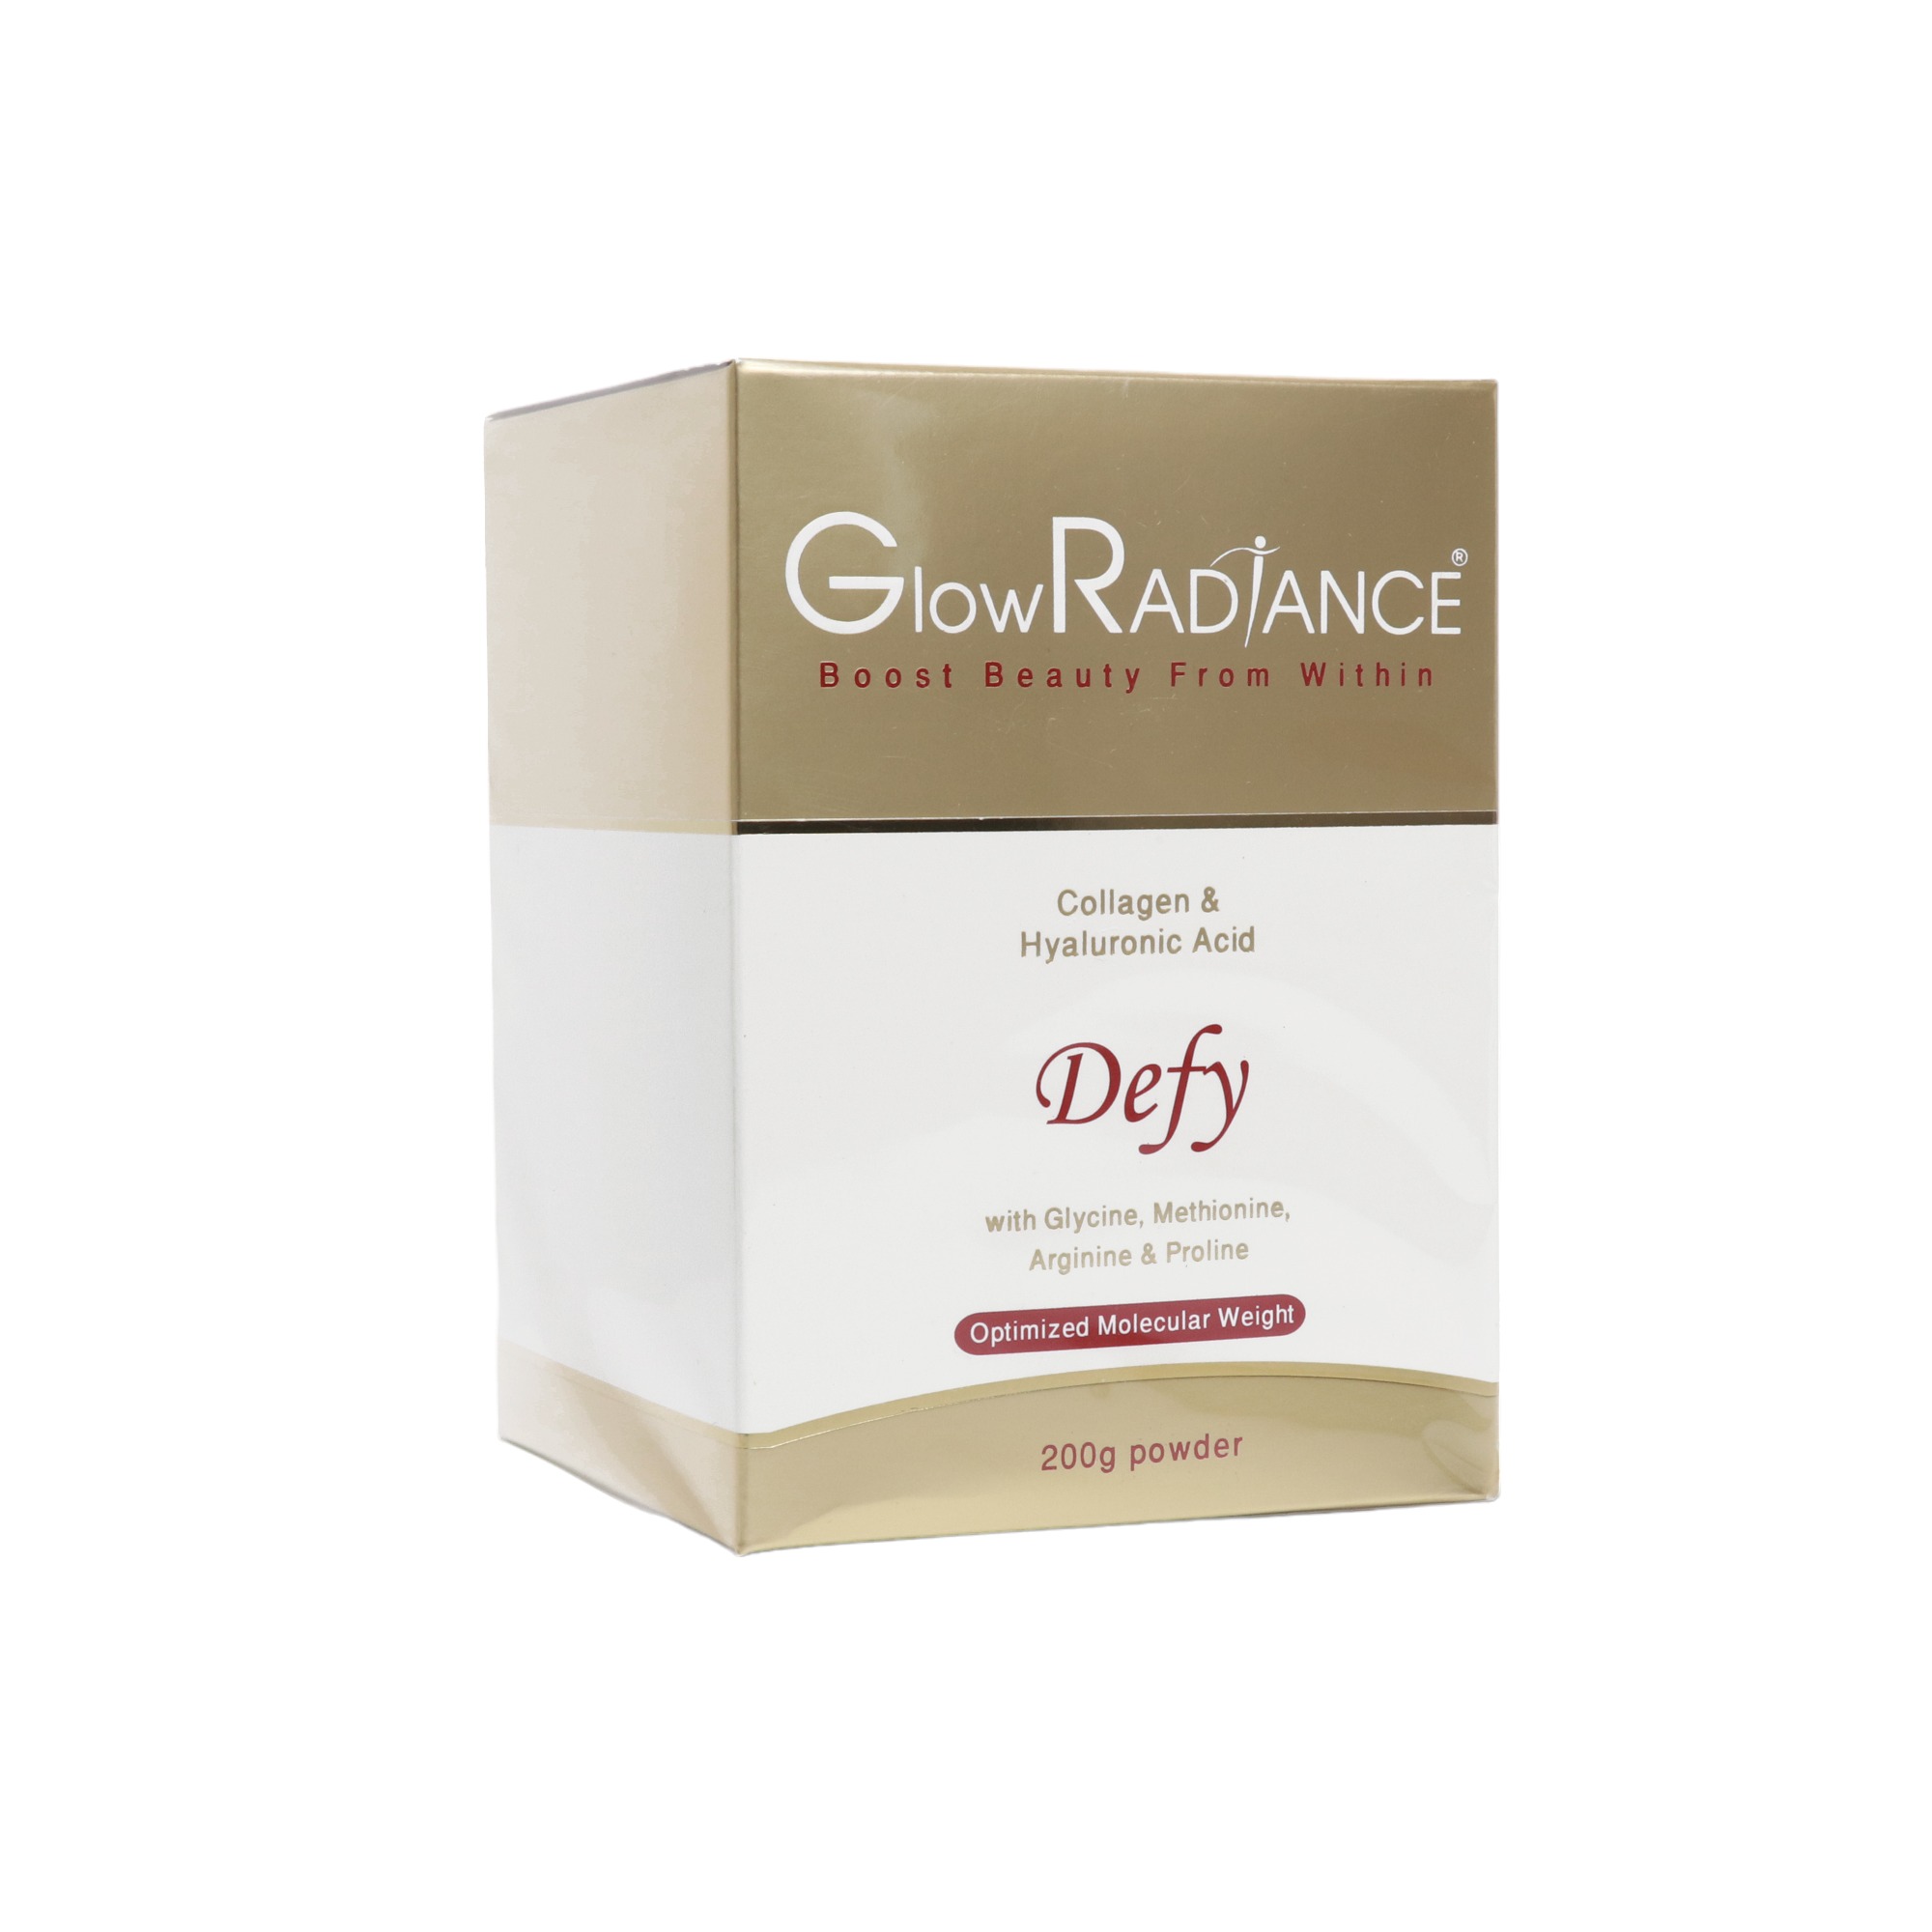 GlowRADIANCE®
Boost Beauty From Within
Collagen &
Hyaluronic Acid
Defy
with Glycine, Methionine,
Arginine & Proline
Optimized Molecular Weight
200g powder